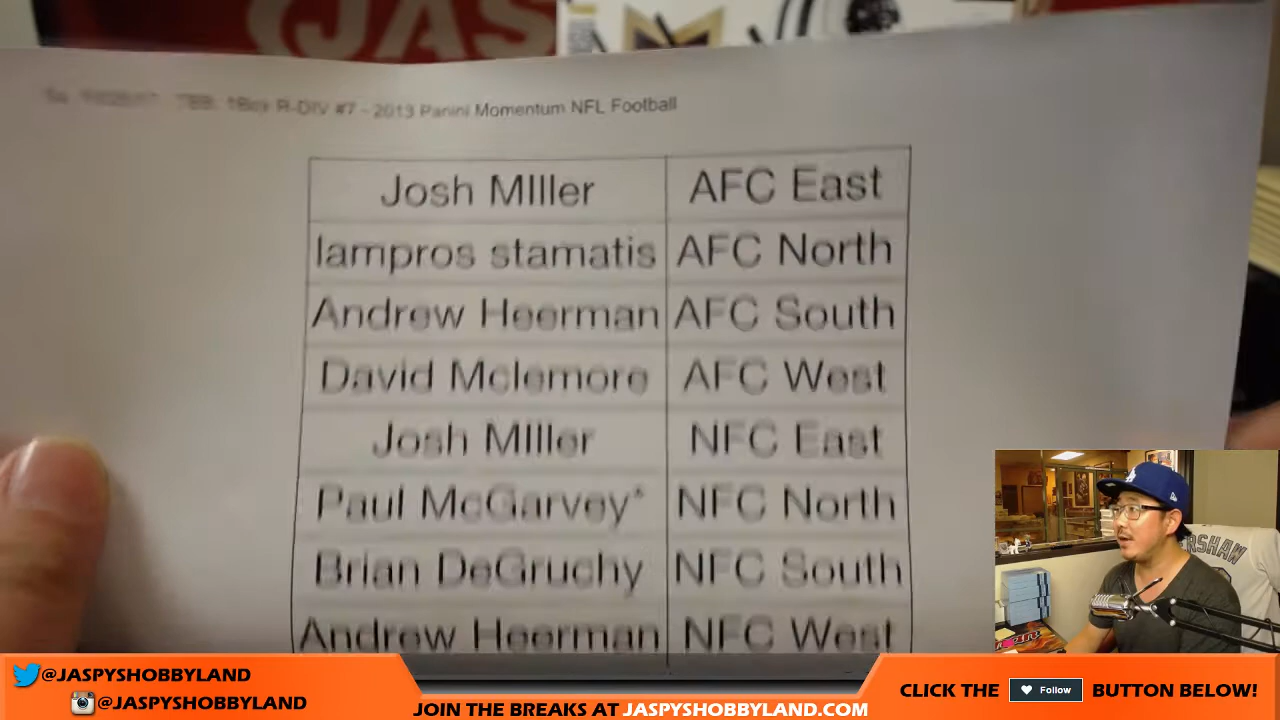 (JAS
R-DIV #7 - 2013 Panini Momentum NFL Football
Josh MIller AFC East
lampros stamatis AFC North
Andrew Heerman AFC South
David Mclemore AFC West
Josh MIller NFC East
Paul McGarvey* NFC North
Brian DeGruchy NFC South
Andrew Heerman NFC West
ERSHAW
@JASPYSHOBBYLAND
@JASPYSHOBBYLAND
JOIN THE BREAKS AT JASPYSHOBBYLAND.COM
CLICK THE Follow BUTTON BELOW!